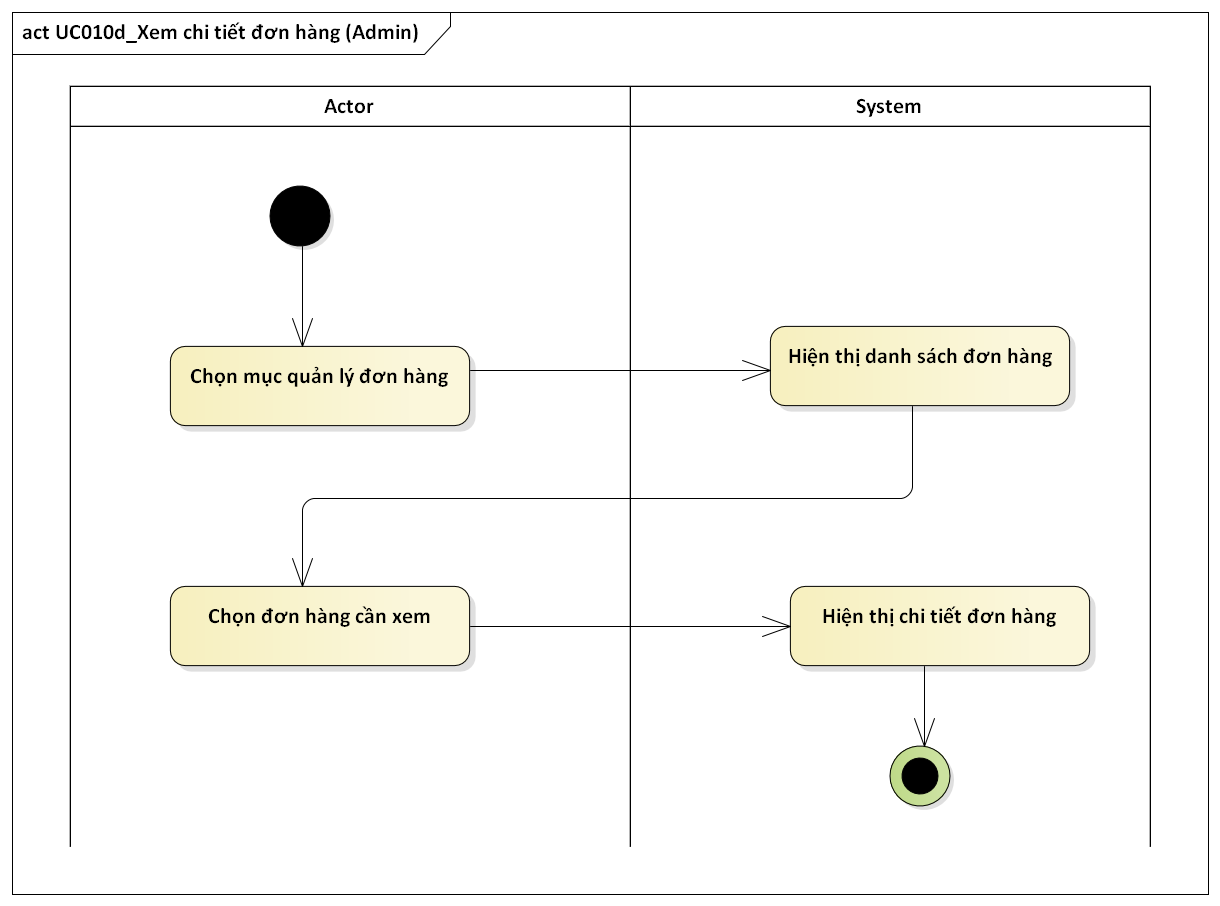 act UC010d_Xem chi tiết đơn hàng (Admin)
Actor
System
Chọn mục quản lý đơn hàng
Hiện thị danh sách đơn hàng
Chọn đơn hàng cần xem
Hiện thị chi tiết đơn hàng